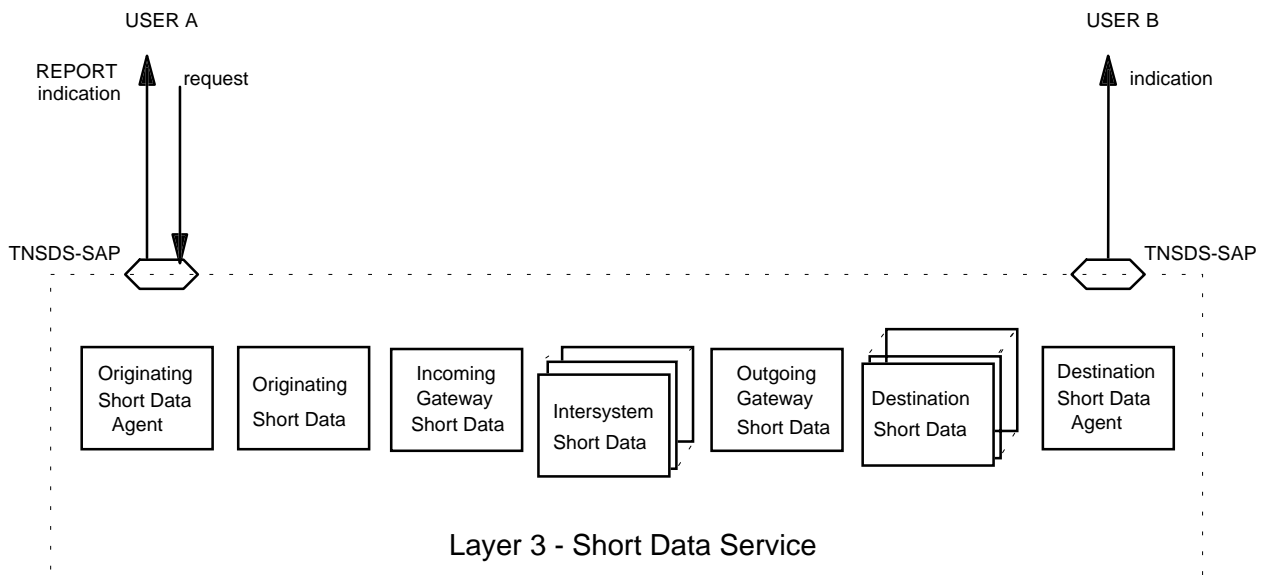 USER A
USER B
REPORT
indication
request
indication
TNSDS-SAP
TNSDS-SAP
Originating
Short Data
Agent
Originating
Short Data
Incoming
Gateway
Short Data
Intersystem
Short Data
Outgoing
Gateway
Short Data
Destination
Short Data
Destination
Short Data
Agent
Layer 3 - Short Data Service